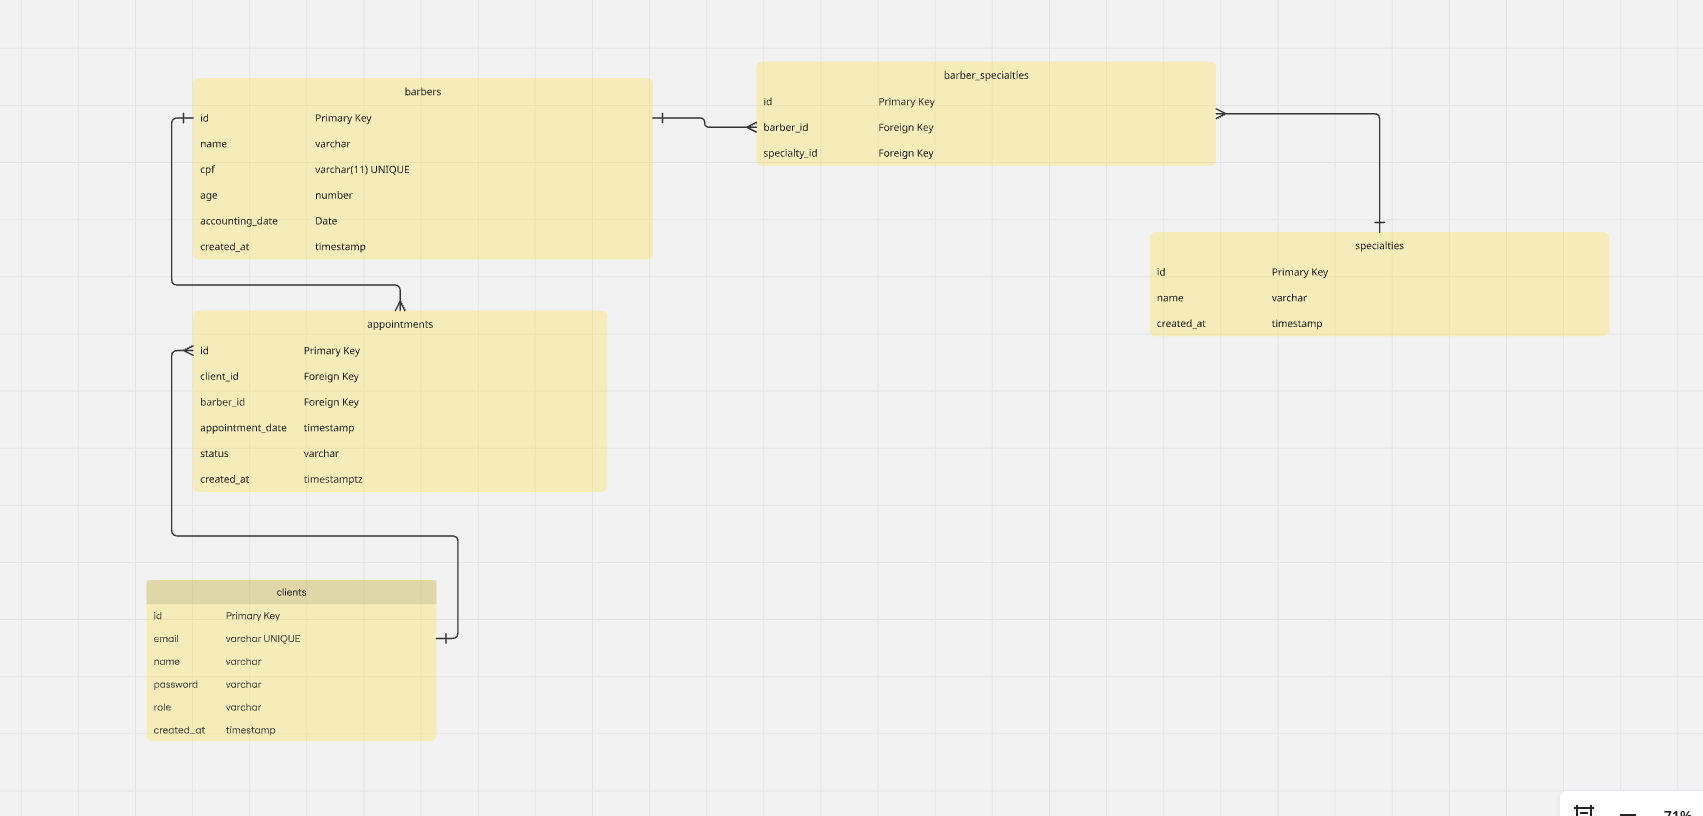 barbers
id Primary Key
name varchar
cpf varchar(11) UNIQUE
age number
accounting_date Date
created_at timestamp
barber_specialties
id Primary Key
barber_id Foreign Key
specialty_id Foreign Key
specialties
id Primary Key
name varchar
created_at timestamp
appointments
id Primary Key
client_id Foreign Key
barber_id Foreign Key
appointment_date timestamp
status varchar
created_at timestamptz
clients
id Primary Key
email varchar UNIQUE
name varchar
password varchar
role varchar
created_at timestamp
71%